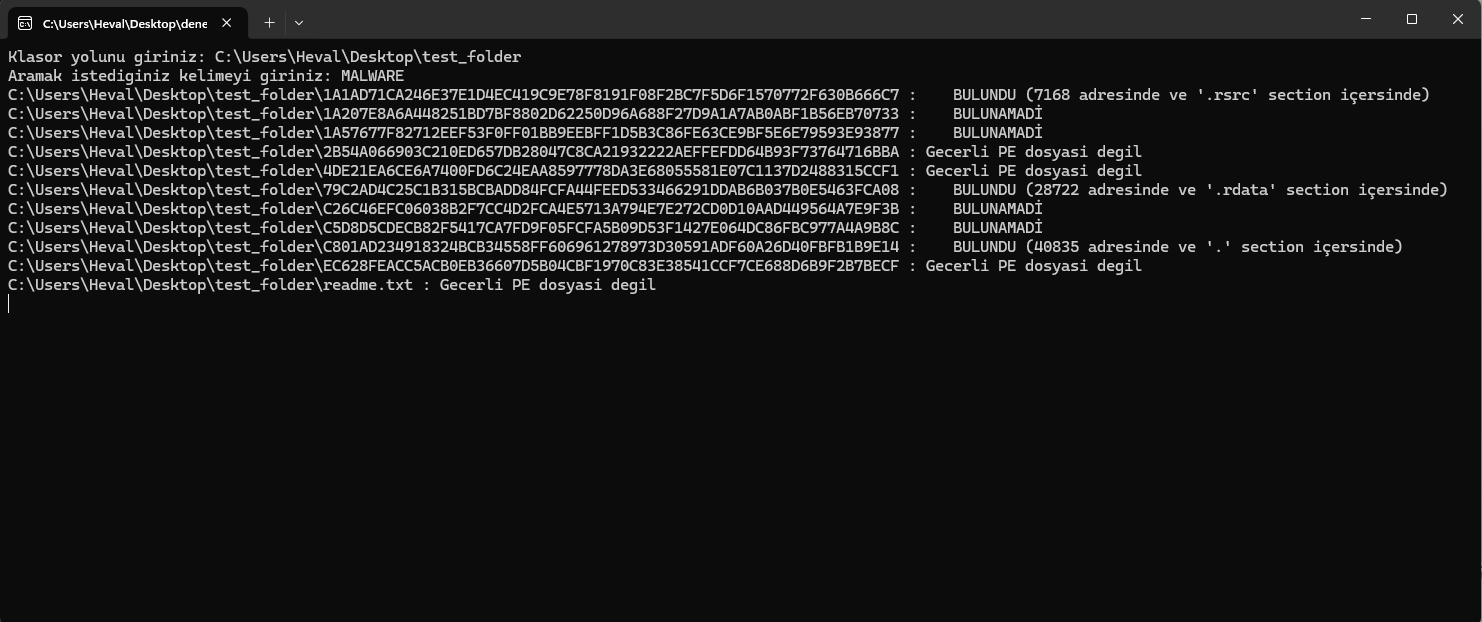 C:\Users\Heval\Desktop\dene
Klasor yolunu giriniz: C:\Users\Heval\Desktop\test_folder
Aramak istediginiz kelimeyi giriniz: MALWARE
C:\Users\Heval\Desktop\test_folder\1A1AD71CA246E37E1D4EC419C9E78F8191F08F2BC7F5D6F1570772F630B666C7 :    BULUNDU (7168 adresinde ve '.rsrc' section içersinde)
C:\Users\Heval\Desktop\test_folder\1A207E8A6A448251BD7BF8802D62250D96A688F27D9A1A7AB0ABF1B56EB70733 :    BULUNAMADİ
C:\Users\Heval\Desktop\test_folder\1A57677F82712EEF53F0FF01BB9EEBFF1D5B3C86FE63CE9BF5E6E79593E93877 :    BULUNAMADİ
C:\Users\Heval\Desktop\test_folder\2B54A066903C210ED657DB28047C8CA21932222AEFFEFDD64B93F73764716BBA : Gecerli PE dosyasi degil
C:\Users\Heval\Desktop\test_folder\4DE21EA6CE6A7400FD6C24EAA8597778DA3E68055581E07C1137D2488315CCF1 : Gecerli PE dosyasi degil
C:\Users\Heval\Desktop\test_folder\79C2AD4C25C1B315BCBADD84FCFA44FEED533466291DDAB6B037B0E5463FCA08 :    BULUNDU (28722 adresinde ve '.rdata' section içersinde)
C:\Users\Heval\Desktop\test_folder\C26C46EFC06038B2F7CC4D2FCA4E5713A794E7E272CD0D10AAD449564A7E9F3B :    BULUNAMADİ
C:\Users\Heval\Desktop\test_folder\C5D8D5CDECB82F5417CA7FD9F05FCFA5B09D53F1427E064DC86FBC977A4A9B8C :    BULUNAMADİ
C:\Users\Heval\Desktop\test_folder\C801AD234918324BCB34558FF606961278973D30591ADF60A26D40FBFB1B9E14 :    BULUNDU (40835 adresinde ve '.' section içersinde)
C:\Users\Heval\Desktop\test_folder\EC628FEACC5ACB0EB36607D5B04CBF1970C83E38541CCF7CE688D6B9F2B7BECF : Gecerli PE dosyasi degil
C:\Users\Heval\Desktop\test_folder\readme.txt : Gecerli PE dosyasi degil